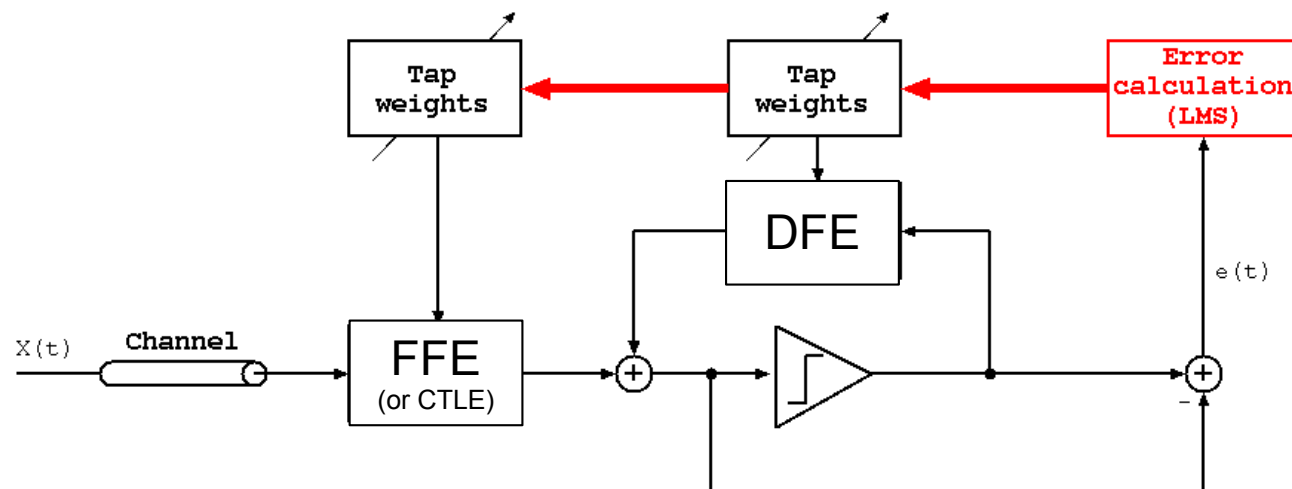 Tap
weights
Tap
weights
Error
calculation
(LMS)
DFE
e(t)
X(t)
Channel
FFE
(or CTLE)
+
+
-